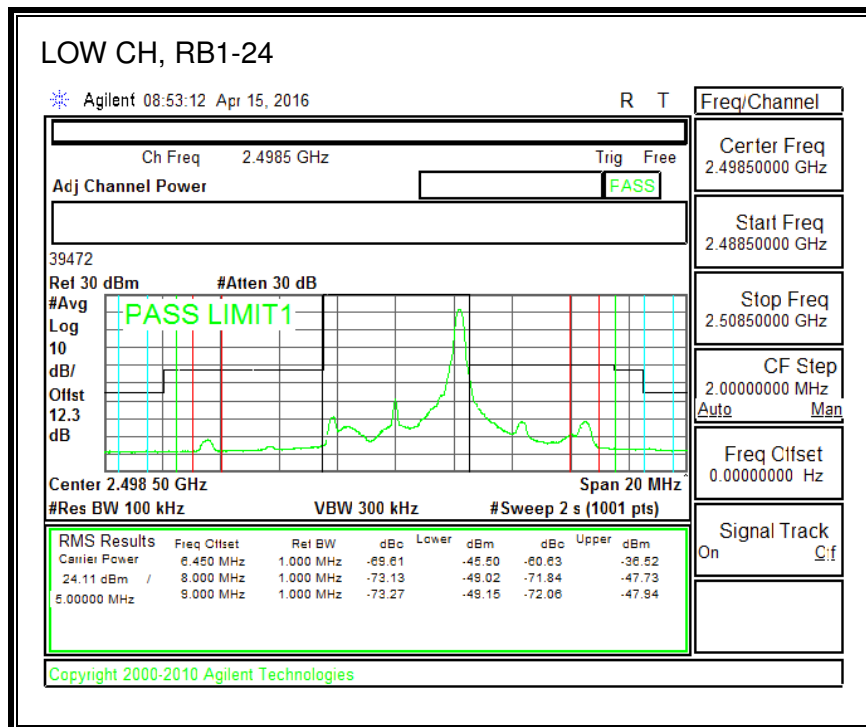 LOW CH, RB1-24
Agilent 08:53:12 Apr 15, 2016 R T
Freq/Channel
Ch Freq 2.4985 GHz Trig Free
Adj Channel Power PASS
Center Freq
2.49850000 GHz
Start Freq
2.48850000 GHz
Stop Freq
2.50850000 GHz
CF Step
2.00000000 MHz
Auto Man
Freq Offset
0.00000000 Hz
Signal Track
On Off
39472
Ref 30 dBm #Atten 30 dB
#Avg
Log
10
dB/
Offst
12.3
dB
PASS LIMIT1
Center 2.498 50 GHz Span 20 MHz
#Res BW 100 kHz VBW 300 kHz #Sweep 2 s (1001 pts)
RMS Results Freq Offset Ref BW dBc Lower dBm dBc Upper dBm
Carrier Power 6.450 MHz 1.000 MHz -69.61 -45.50 -60.63 -36.52
24.11 dBm / 8.000 MHz 1.000 MHz -73.13 -49.02 -71.84 -47.73
5.00000 MHz 9.000 MHz 1.000 MHz -73.27 -49.15 -72.06 -47.94
Copyright 2000-2010 Agilent Technologies